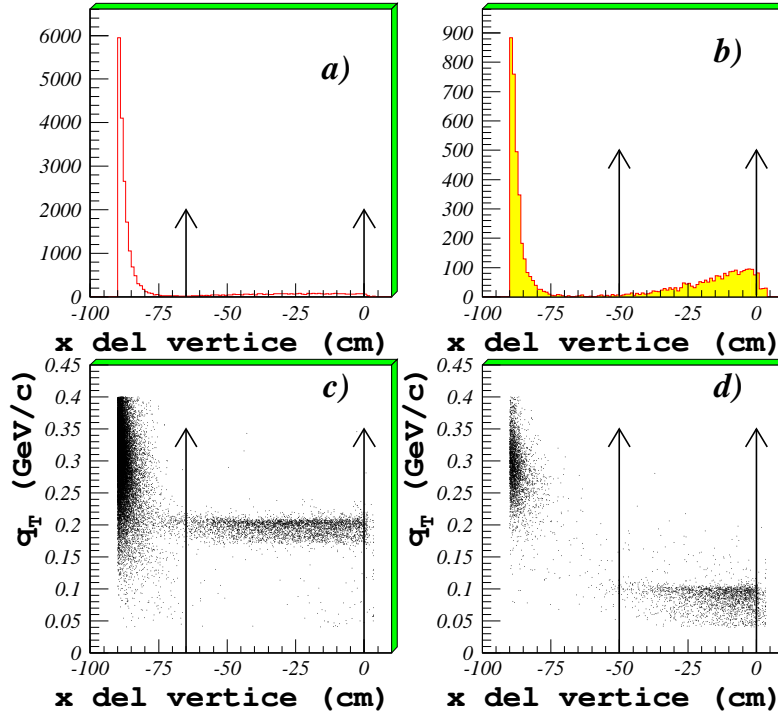 a)
6000
5000
4000
3000
2000
1000
0
-100 -75 -50 -25 0
x del vertice (cm)
b)
900
800
700
600
500
400
300
200
100
0
-100 -75 -50 -25 0
x del vertice (cm)
c)
q_T (GeV/c)
0.45
0.4
0.35
0.3
0.25
0.2
0.15
0.1
0.05
0
-100 -75 -50 -25 0
x del vertice (cm)
d)
q_T (GeV/c)
0.45
0.4
0.35
0.3
0.25
0.2
0.15
0.1
0.05
0
-100 -75 -50 -25 0
x del vertice (cm)